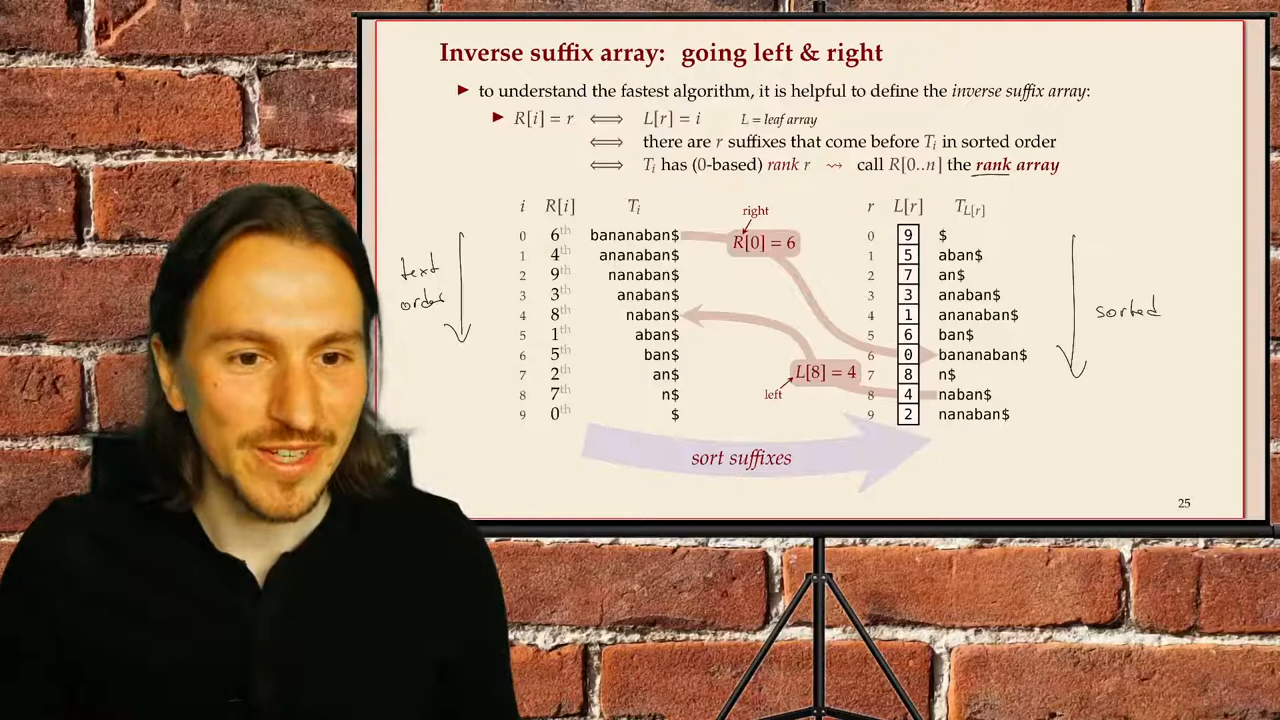 Inverse suffix array: going left & right
▶ to understand the fastest algorithm, it is helpful to define the inverse suffix array:
▶ R[i] = r ⟺ L[r] = i L = leaf array
⟺ there are r suffixes that come before T_i in sorted order
⟺ T_i has (0-based) rank r ⇝ call R[0..n] the rank array
i R[i] T_i
0 6th bananaban$
1 4th ananaban$
2 9th nanaban$
3 3th anaban$
4 8th naban$
5 1th aban$
6 5th ban$
7 2th an$
8 7th n$
9 0th $
text
order
right
R[0] = 6
L[8] = 4
left
r L[r] T_L[r]
0 9 $
1 5 aban$
2 7 an$
3 3 anaban$
4 1 ananaban$
5 6 ban$
6 0 bananaban$
7 8 n$
8 4 naban$
9 2 nanaban$
sorted
sort suffixes
25